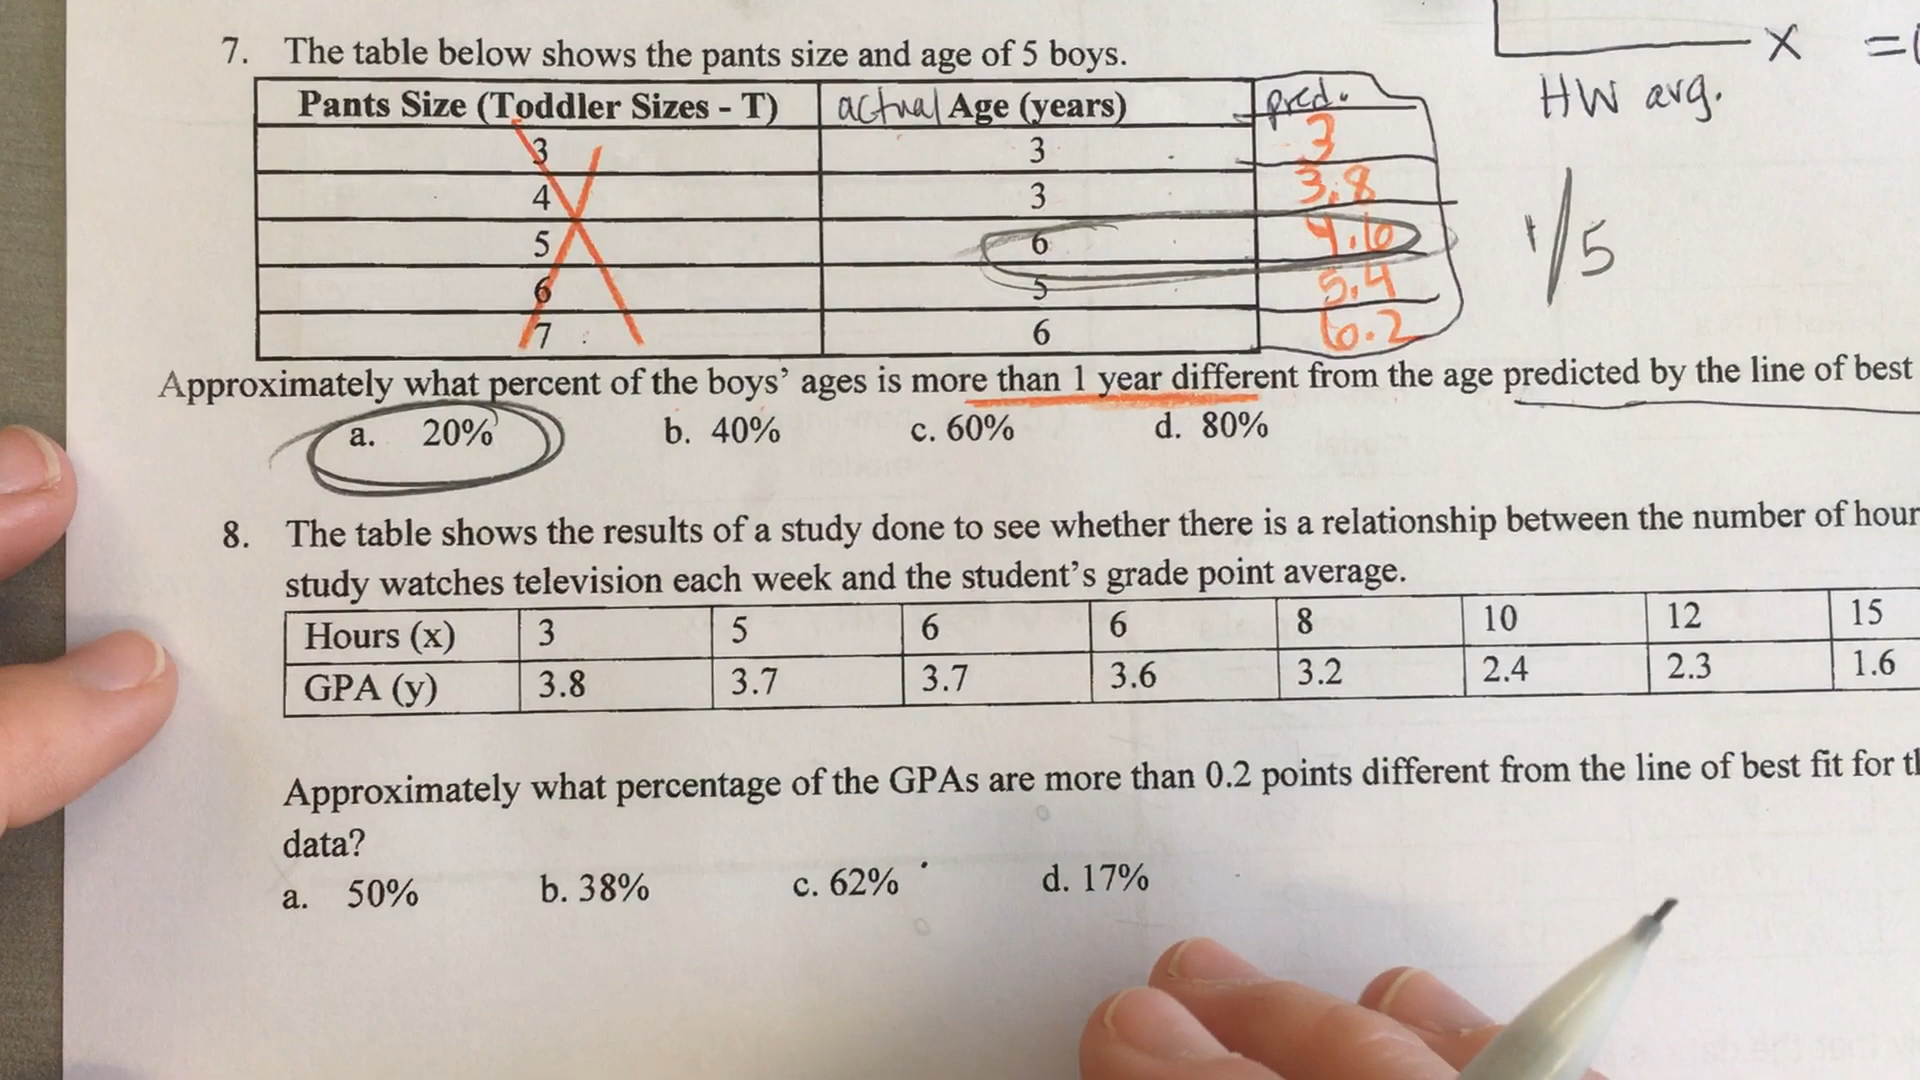 x =
HW avg.
7. The table below shows the pants size and age of 5 boys.
Pants Size (Toddler Sizes - T) actual Age (years) pred.
3 3 3
4 3 3.8
5 6 4.6
6 5 5.4
7 6 6.2
1/5
Approximately what percent of the boys' ages is more than 1 year different from the age predicted by the line of best
a. 20% b. 40% c. 60% d. 80%
8. The table shows the results of a study done to see whether there is a relationship between the number of hour
study watches television each week and the student's grade point average.
Hours (x) 3 5 6 6 8 10 12 15
GPA (y) 3.8 3.7 3.7 3.6 3.2 2.4 2.3 1.6
Approximately what percentage of the GPAs are more than 0.2 points different from the line of best fit for
data?
a. 50% b. 38% c. 62% d. 17%